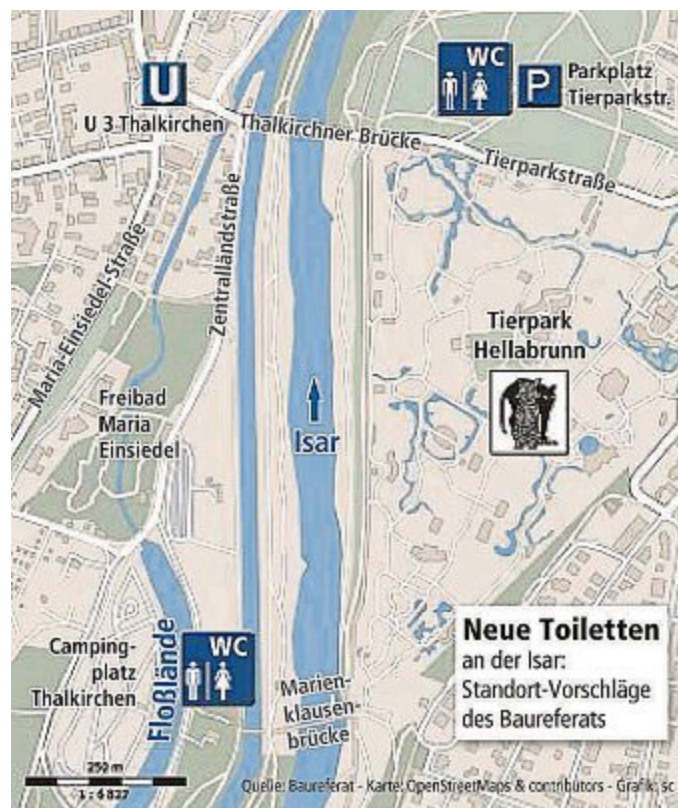 WC
P
Parkplatz
Tierparkstr.
U
U 3 Thalkirchen
Thalkirchner Brücke
Tierparkstraße
Zentralländstraße
Maria-Einsiedel-Straße
Tierpark
Hellabrunn
Freibad
Maria
Einsiedel
Isar
Camping-
platz
Thalkirchen
Floßlände
WC
Marien-
klausen-
brücke
Neue Toiletten
an der Isar:
Standort-Vorschläge
des Baureferats
250 m
1 : 6 827
Quelle: Baureferat - Karte: OpenStreetMaps & contributors - Grafik: sc